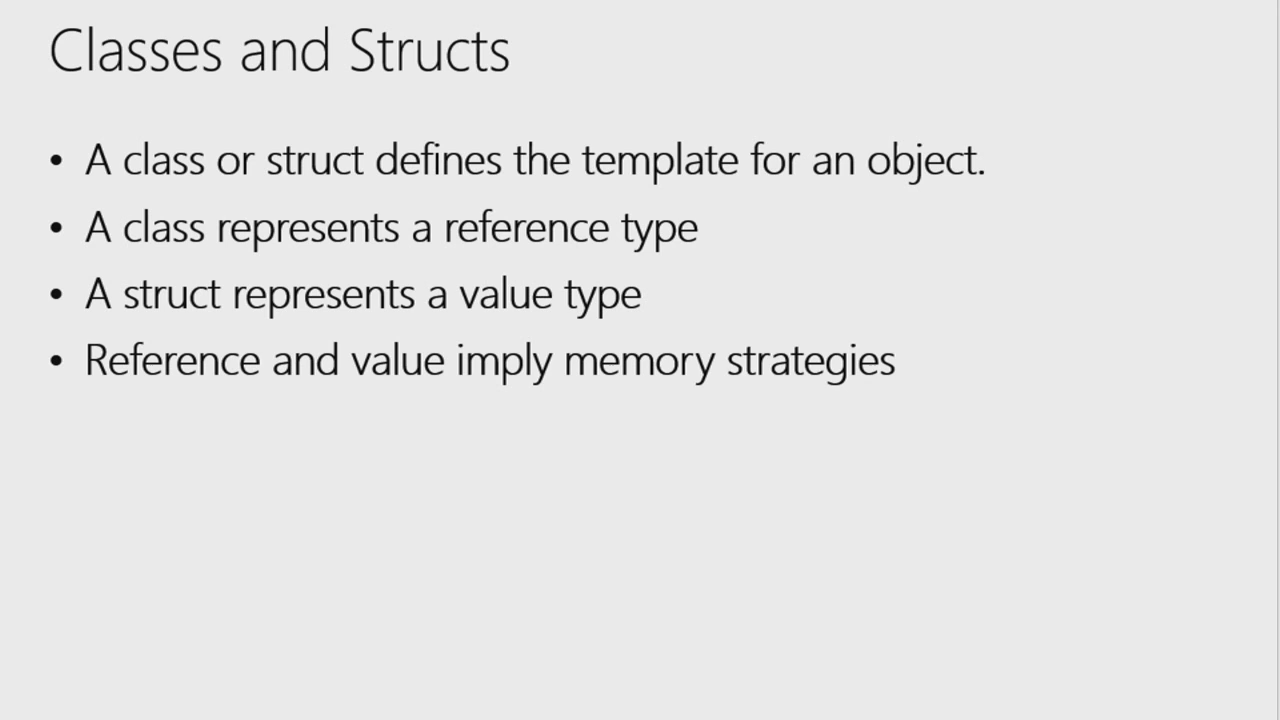 Classes and Structs
• A class or struct defines the template for an object.
• A class represents a reference type
• A struct represents a value type
• Reference and value imply memory strategies